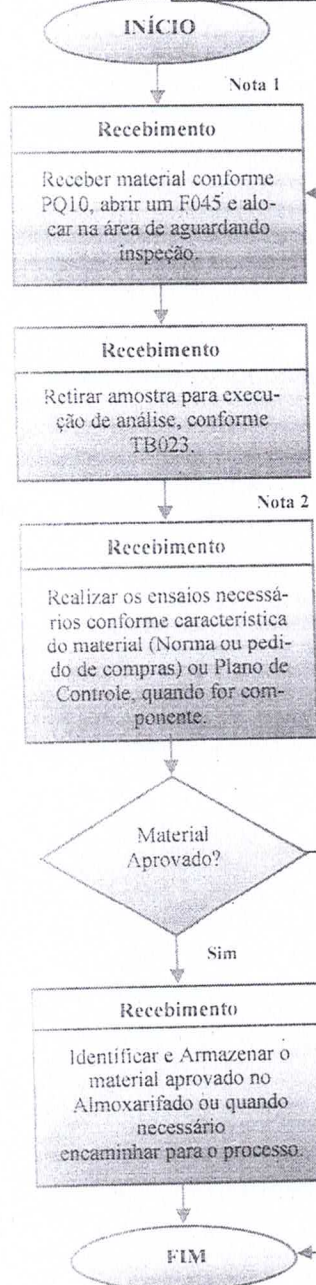 INÍCIO
Nota 1
Recebimento
Receber material conforme
PQ10, abrir um F045 e alo-
car na área de aguardando
inspeção.
Recebimento
Retirar amostra para execu-
ção de análise, conforme
TB023.
Nota 2
Recebimento
Realizar os ensaios necessá-
rios conforme caracteristica
do material (Norma ou pedi-
do de compras) ou Plano de
Controle, quando for com-
ponente.
Material
Aprovado?
Sim
Recebimento
Identificar e Armazenar o
material aprovado no
Almoxarifado ou quando
necessário
encaminhar para o processo.
FIM